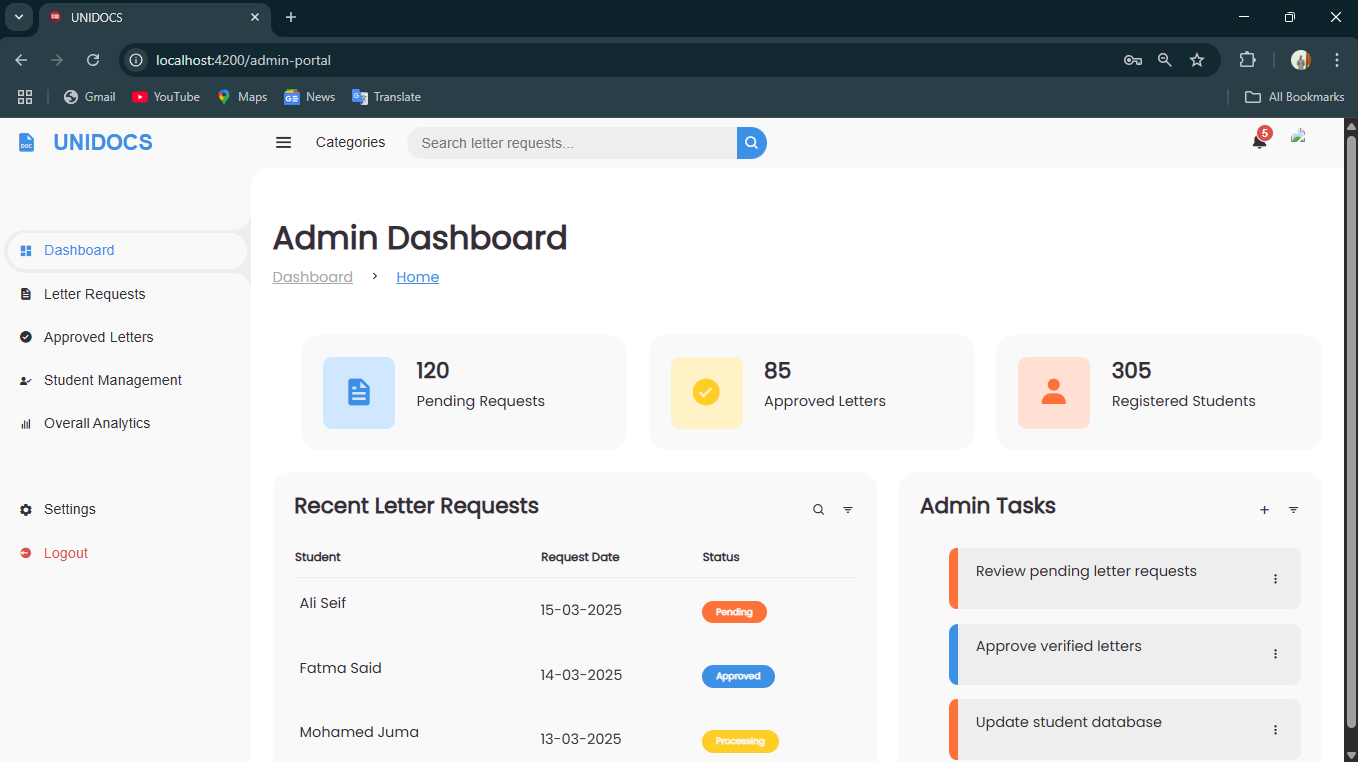 UNIDOCS
localhost:4200/admin-portal
Gmail YouTube Maps News Translate All Bookmarks
DOC UNIDOCS Categories Search letter requests... 5
Dashboard
Letter Requests
Approved Letters
Student Management
Overall Analytics
Settings
Logout
Admin Dashboard
Dashboard > Home
120
Pending Requests
85
Approved Letters
305
Registered Students
Recent Letter Requests
Student Request Date Status
Ali Seif 15-03-2025 Pending
Fatma Said 14-03-2025 Approved
Mohamed Juma 13-03-2025 Processing
Admin Tasks
Review pending letter requests
Approve verified letters
Update student database